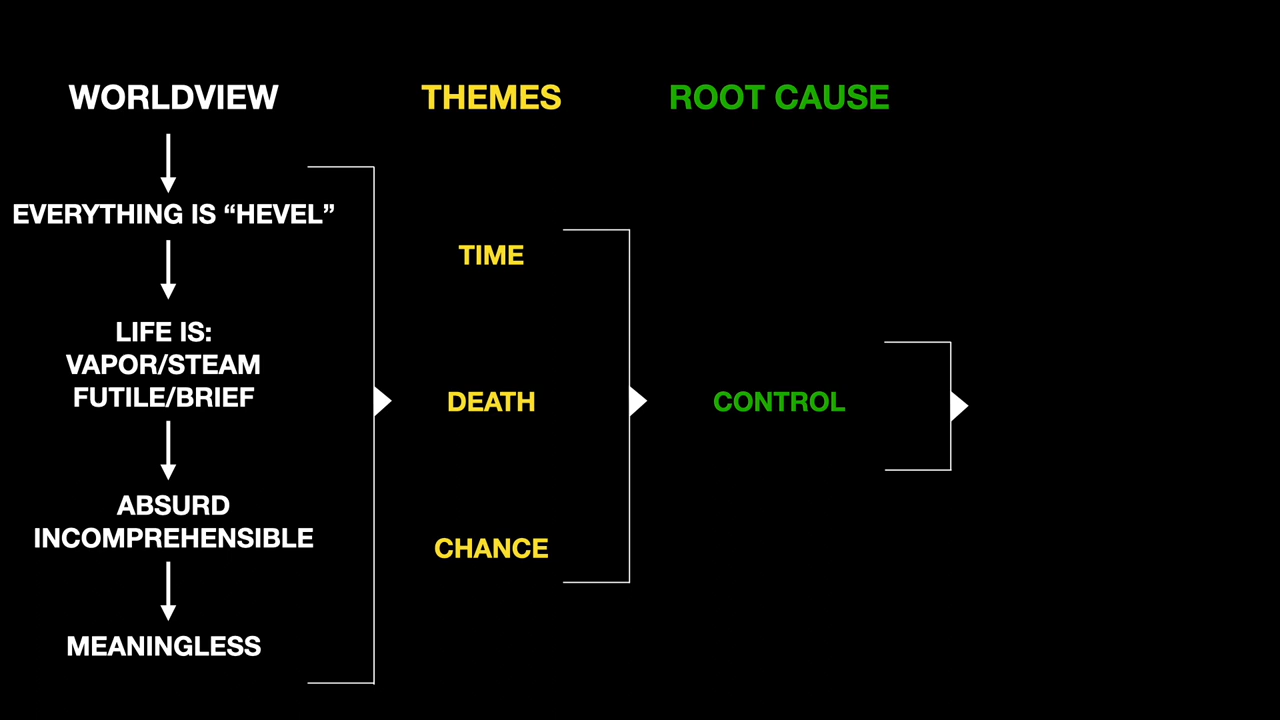 WORLDVIEW
THEMES
ROOT CAUSE
EVERYTHING IS “HEVEL”
LIFE IS:
VAPOR/STEAM
FUTILE/BRIEF
ABSURD
INCOMPREHENSIBLE
MEANINGLESS
TIME
DEATH
CHANCE
CONTROL